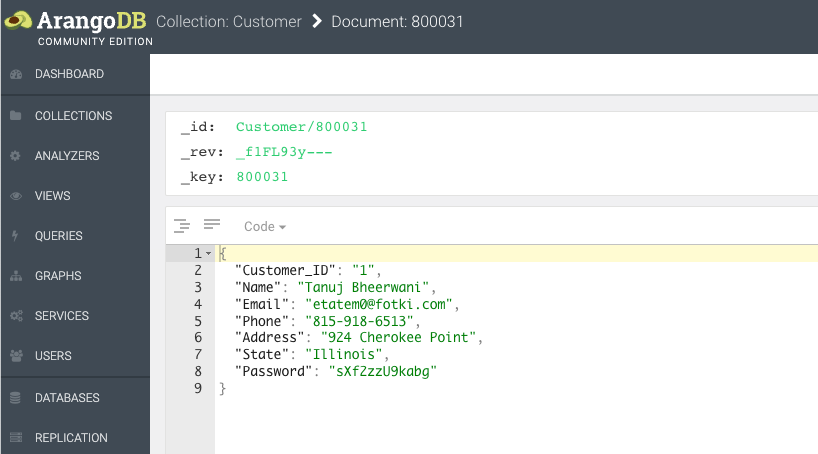 ArangoDB Collection: Customer > Document: 800031
COMMUNITY EDITION
DASHBOARD
COLLECTIONS
ANALYZERS
VIEWS
QUERIES
GRAPHS
SERVICES
USERS
DATABASES
REPLICATION
_id: Customer/800031
_rev: _f1FL93y---
_key: 800031
Code
1 {
2 "Customer_ID": "1",
3 "Name": "Tanuj Bheerwani",
4 "Email": "etatem0@fotki.com",
5 "Phone": "815-918-6513",
6 "Address": "924 Cherokee Point",
7 "State": "Illinois",
8 "Password": "sXf2zzU9kabg"
9 }